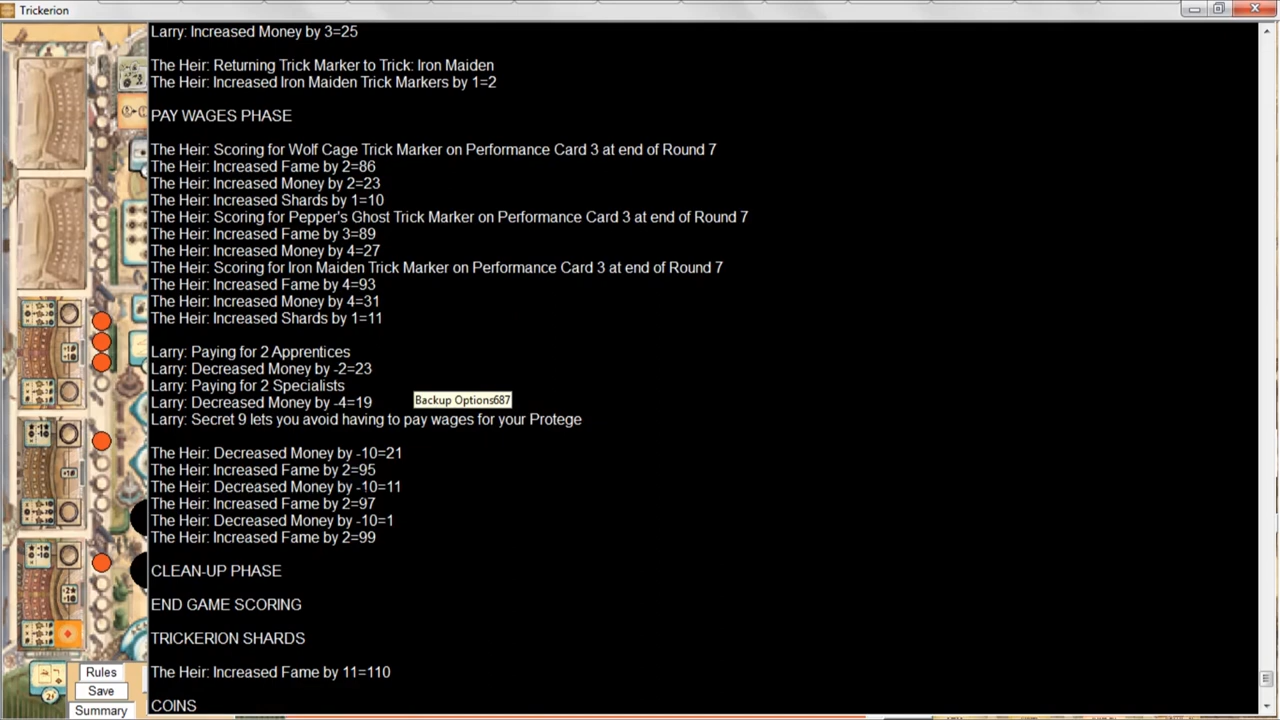 Trickerion
Larry: Increased Money by 3=25
The Heir: Returning Trick Marker to Trick: Iron Maiden
The Heir: Increased Iron Maiden Trick Markers by 1=2
PAY WAGES PHASE
The Heir: Scoring for Wolf Cage Trick Marker on Performance Card 3 at end of Round 7
The Heir: Increased Fame by 2=86
The Heir: Increased Money by 2=23
The Heir: Increased Shards by 1=10
The Heir: Scoring for Pepper's Ghost Trick Marker on Performance Card 3 at end of Round 7
The Heir: Increased Fame by 3=89
The Heir: Increased Money by 4=27
The Heir: Scoring for Iron Maiden Trick Marker on Performance Card 3 at end of Round 7
The Heir: Increased Fame by 4=93
The Heir: Increased Money by 4=31
The Heir: Increased Shards by 1=11
Larry: Paying for 2 Apprentices
Larry: Decreased Money by -2=23
Larry: Paying for 2 Specialists
Larry: Decreased Money by -4=19
Backup Options687
Larry: Secret 9 lets you avoid having to pay wages for your Protege
The Heir: Decreased Money by -10=21
The Heir: Increased Fame by 2=95
The Heir: Decreased Money by -10=11
The Heir: Increased Fame by 2=97
The Heir: Decreased Money by -10=1
The Heir: Increased Fame by 2=99
CLEAN-UP PHASE
END GAME SCORING
TRICKERION SHARDS
The Heir: Increased Fame by 11=110
COINS
Rules
Save
Summary